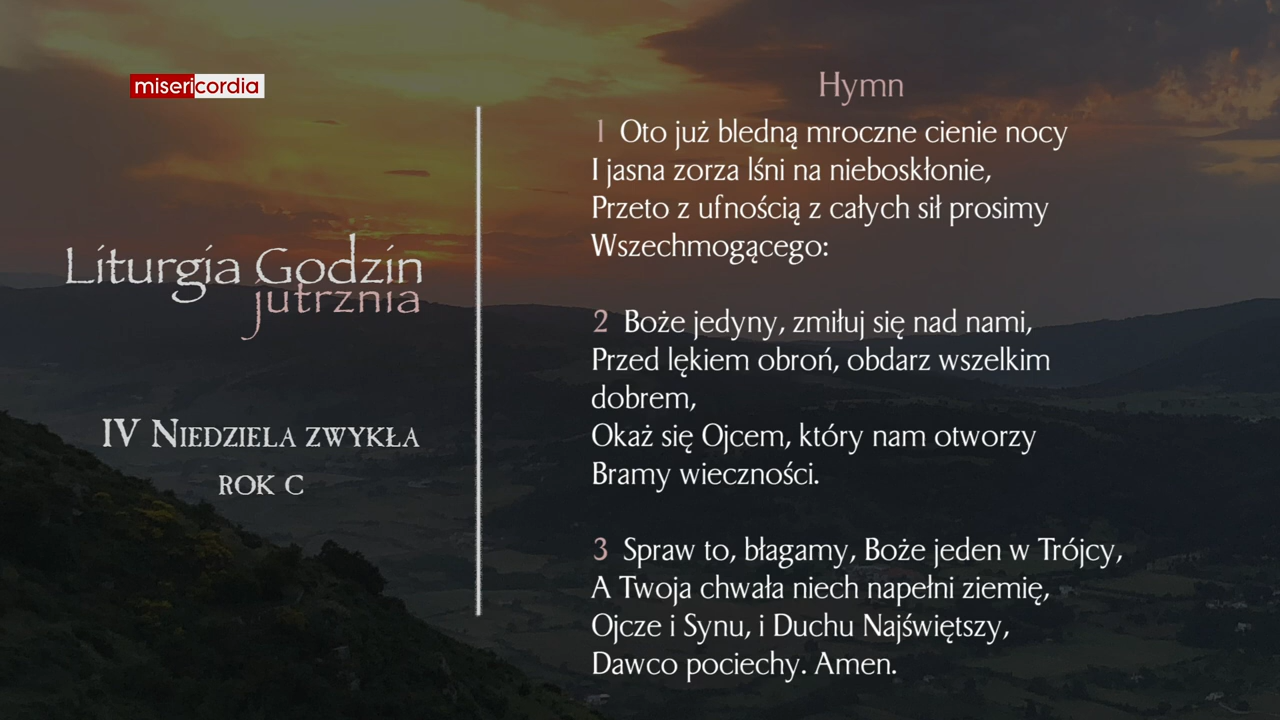 misericordia
Liturgia Godzin
jutrznia
IV Niedziela zwykła
rok C
Hymn
1 Oto już bledną mroczne cienie nocy
I jasna zorza lśni na nieboskłonie,
Przeto z ufnością z całych sił prosimy
Wszechmogącego:
2 Boże jedyny, zmiłuj się nad nami,
Przed lękiem obroń, obdarz wszelkim
dobrem,
Okaż się Ojcem, który nam otworzy
Bramy wieczności.
3 Spraw to, błagamy, Boże jeden w Trójcy,
A Twoja chwała niech napełni ziemię,
Ojcze i Synu, i Duchu Najświętszy,
Dawco pociechy. Amen.